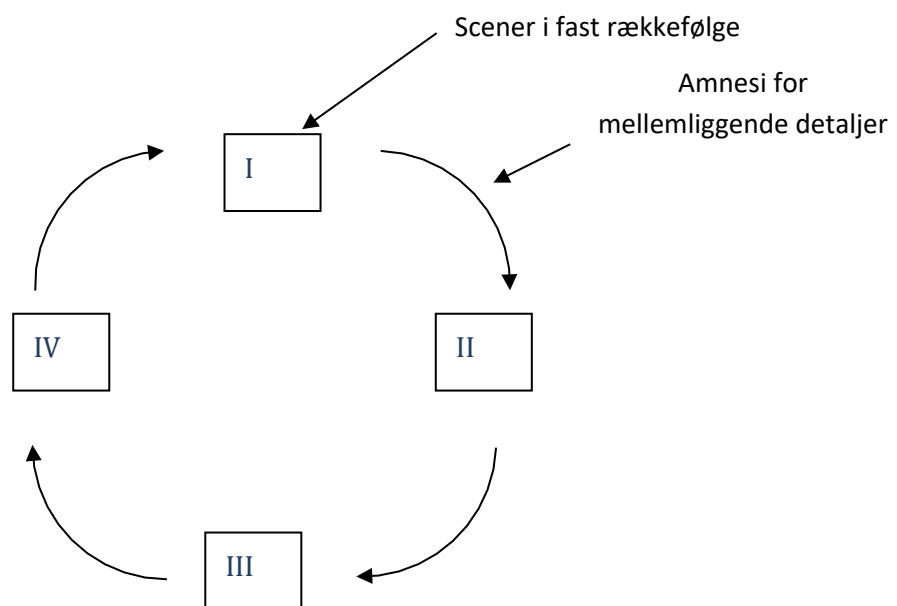 Scener i fast rækkefølge
Amnesi for
mellemliggende detaljer
I
IV
II
III